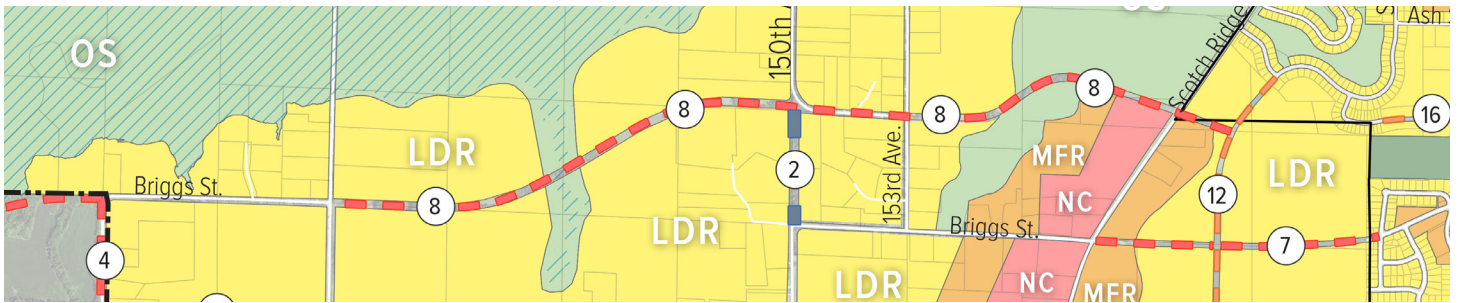 OS
150th
Scotch Ridge
Ash
8
8
8
16
LDR
2
MFR
LDR
Briggs St.
153rd Ave.
NC
12
8
LDR
Briggs St.
7
4
LDR
NC
MFR